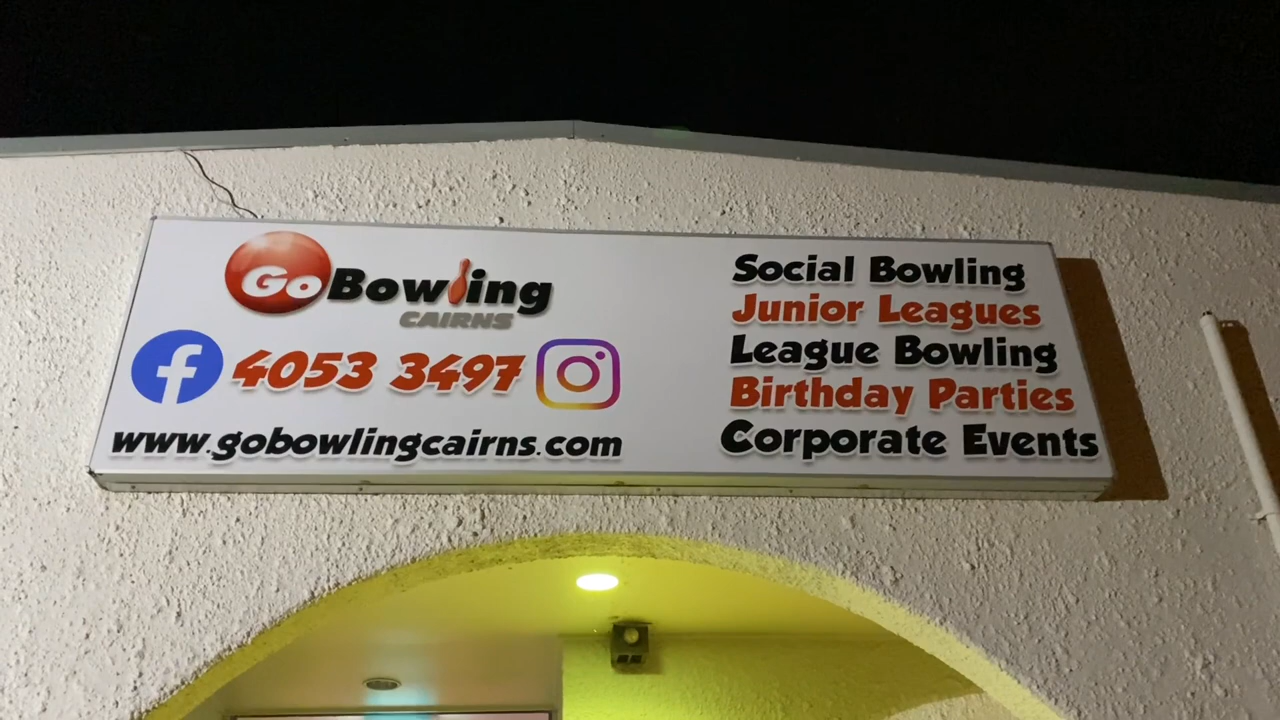 Go Bowling
CAIRNS
4053 3497
www.gobowlingcairns.com
Social Bowling
Junior Leagues
League Bowling
Birthday Parties
Corporate Events